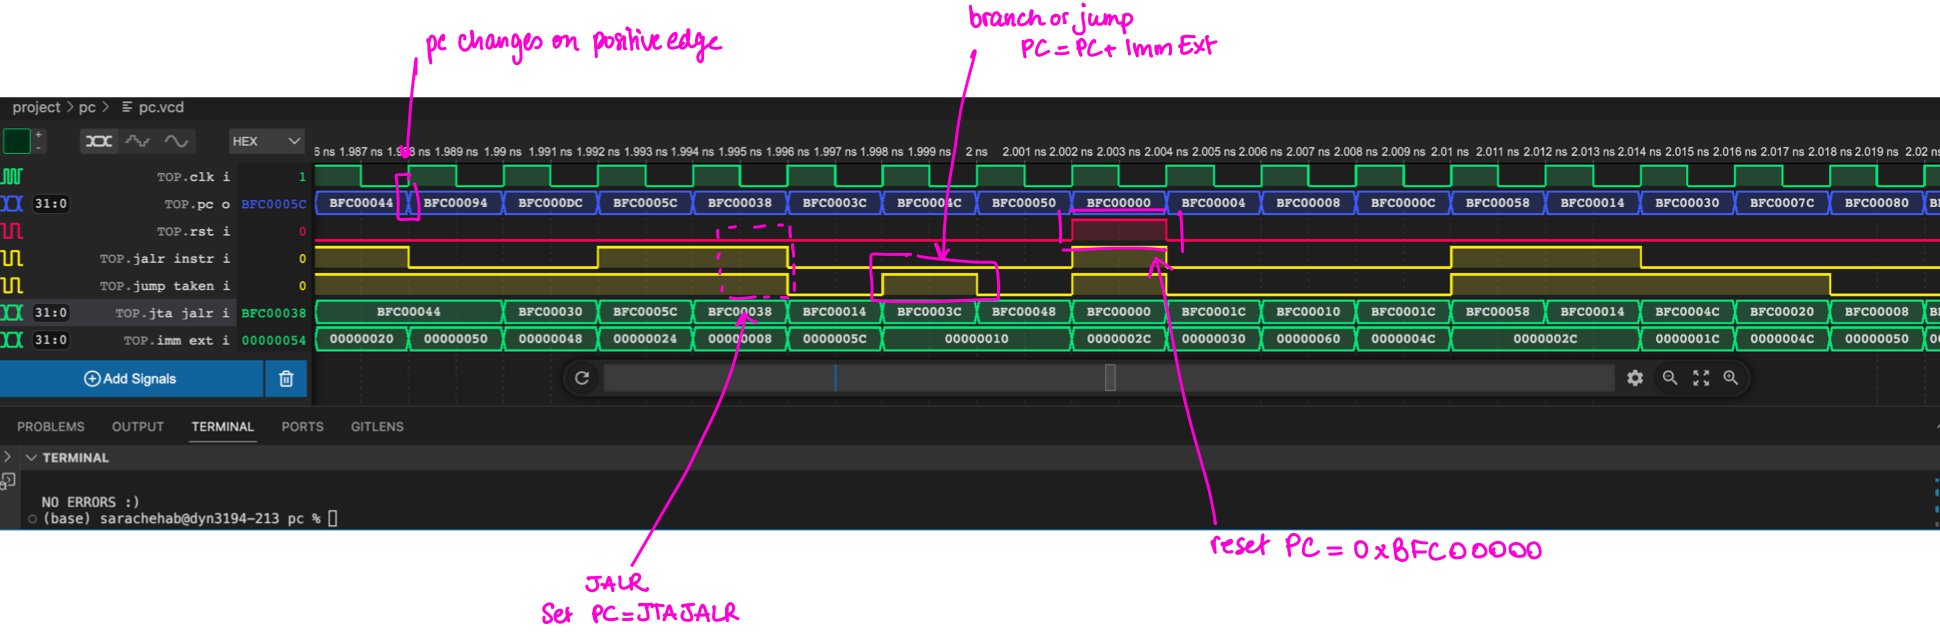 branch or jump
PC = PC + Imm Ext
pc changes on positive edge
project > pc > pc.vcd
+
-
HEX
6 ns 1.987 ns 1.988 ns 1.989 ns 1.99 ns 1.991 ns 1.992 ns 1.993 ns 1.994 ns 1.995 ns 1.996 ns 1.997 ns 1.998 ns 1.999 ns 2 ns 2.001 ns 2.002 ns 2.003 ns 2.004 ns 2.005 ns 2.006 ns 2.007 ns 2.008 ns 2.009 ns 2.01 ns 2.011 ns 2.012 ns 2.013 ns 2.014 ns 2.015 ns 2.016 ns 2.017 ns 2.018 ns 2.019 ns 2.02 n
TOP.clk i 1
31:0 TOP.pc o BFC0005C BFC00044 BFC00094 BFC000DC BFC0005C BFC00038 BFC0003C BFC0004C BFC00050 BFC00000 BFC00004 BFC00008 BFC0000C BFC00058 BFC00014 BFC00030 BFC0007C BFC00080 B
TOP.rst i 0
TOP.jalr instr i 0
TOP.jump taken i 0
31:0 TOP.jta jalr i BFC00038 BFC00044 BFC00030 BFC0005C BFC00038 BFC00014 BFC0003C BFC00048 BFC00000 BFC0001C BFC00010 BFC0001C BFC00058 BFC00014 BFC0004C BFC00020 BFC00008 B
31:0 TOP.imm ext i 00000054 00000020 00000050 00000048 00000024 00000008 0000005C 00000010 0000002C 00000030 00000060 0000004C 0000002C 0000001C 0000004C 00000050 00
Add Signals
PROBLEMS OUTPUT TERMINAL PORTS GITLENS
TERMINAL
NO ERRORS :)
(base) sarachehab@dyn3194-213 pc %
reset PC = 0xBFC00000
JALR
Set PC = JTAJALR